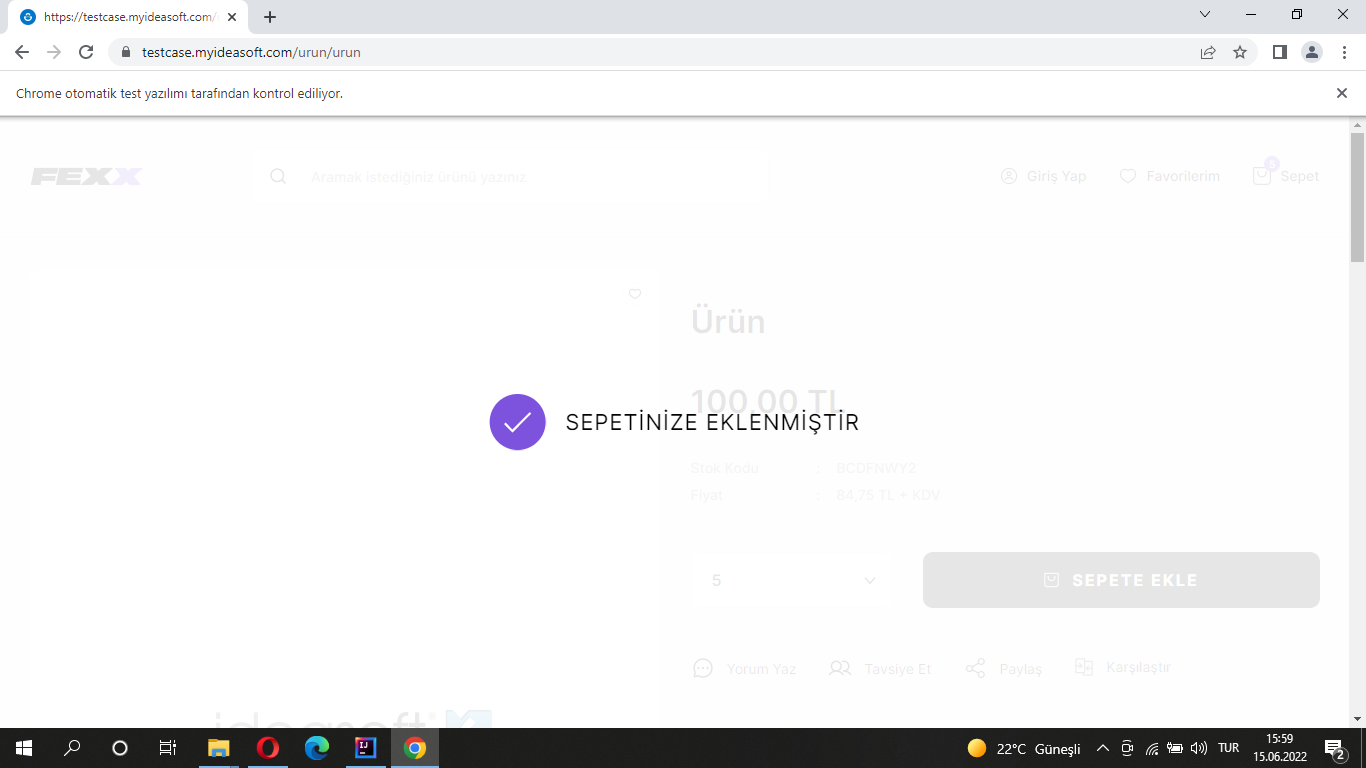 https://testcase.myideasoft.com/
testcase.myideasoft.com/urun/urun
Chrome otomatik test yazılımı tarafından kontrol ediliyor.
FEXX
Aramak istediğiniz ürünü yazınız
Giriş Yap
Favorilerim
Sepet
Ürün
100,00 TL
SEPETİNİZE EKLENMİŞTİR
Stok Kodu : BCDFNWY2
Fiyat : 84,75 TL + KDV
5
SEPETE EKLE
Yorum Yaz
Tavsiye Et
Paylaş
Karşılaştır
ideasoft
22°C Güneşli
TUR
15:59
15.06.2022
2